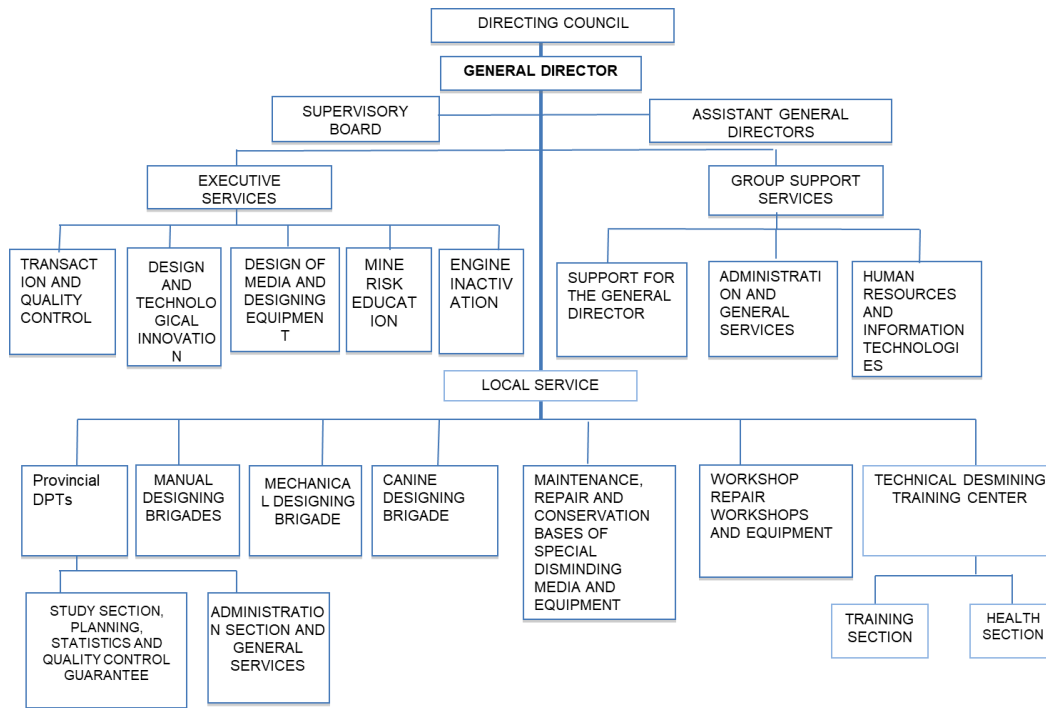 DIRECTING COUNCIL
GENERAL DIRECTOR
SUPERVISORY
BOARD
ASSISTANT GENERAL
DIRECTORS
EXECUTIVE
SERVICES
GROUP SUPPORT
SERVICES
TRANSACT
ION AND
QUALITY
CONTROL
DESIGN
AND
TECHNOLO
GICAL
INNOVATIO
N
DESIGN OF
MEDIA AND
DESIGNING
EQUIPMEN
T
MINE
RISK
EDUCAT
ION
ENGINE
INACTIV
ATION
SUPPORT FOR
THE GENERAL
DIRECTOR
ADMINISTRATI
ON AND
GENERAL
SERVICES
HUMAN
RESOURCES
AND
INFORMATION
TECHNOLOGI
ES
LOCAL SERVICE
Provincial
DPTs
MANUAL
DESIGNING
BRIGADES
MECHANICA
L DESIGNING
BRIGADE
CANINE
DESIGNING
BRIGADE
MAINTENANCE,
REPAIR AND
CONSERVATION
BASES OF
SPECIAL
DISMINDING
MEDIA AND
EQUIPMENT
WORKSHOP
REPAIR
WORKSHOPS
AND EQUIPMENT
TECHNICAL DESMINING
TRAINING CENTER
STUDY SECTION,
PLANNING,
STATISTICS AND
QUALITY CONTROL
GUARANTEE
ADMINISTRATIO
N SECTION AND
GENERAL
SERVICES
TRAINING
SECTION
HEALTH
SECTION